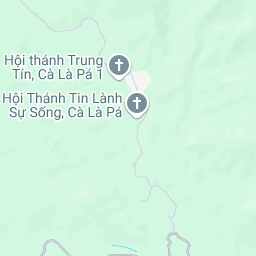 Hội thánh Trung
Tín, Cà Là Pá 1
Hội Thánh Tin Lành
Sự Sống, Cà Là Pá